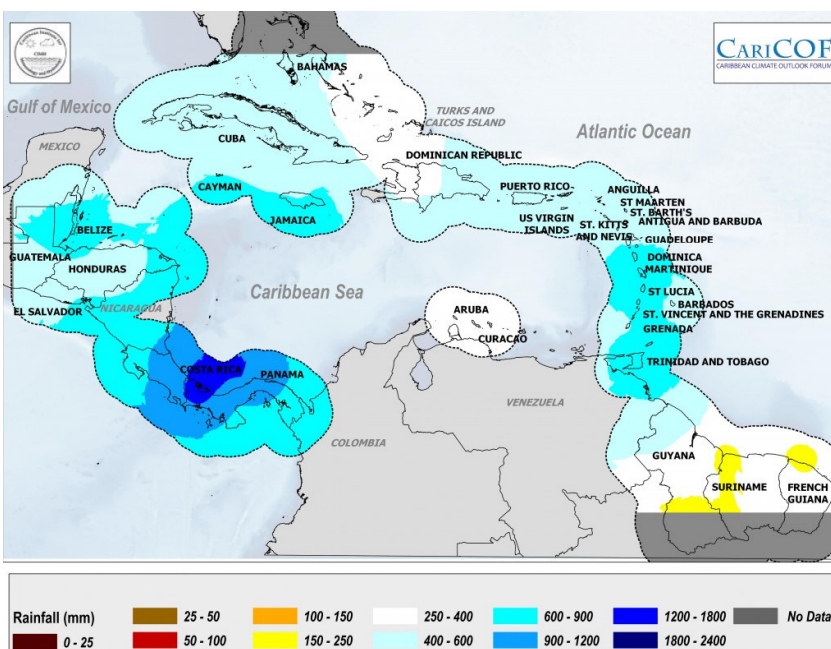 CARICOF
CARIBBEAN CLIMATE OUTLOOK FORUM
CIMH
BAHAMAS
Gulf of Mexico
TURKS AND
CAICOS ISLAND
Atlantic Ocean
MEXICO
CUBA
DOMINICAN REPUBLIC
CAYMAN
PUERTO RICO
ANGUILLA
ST MAARTEN
ST. BARTH'S
JAMAICA
US VIRGIN
ISLANDS
ST. KITTS
AND NEVIS
ANTIGUA AND BARBUDA
BELIZE
GUADELOUPE
GUATEMALA
DOMINICA
HONDURAS
MARTINIQUE
Caribbean Sea
ST LUCIA
BARBADOS
EL SALVADOR
NICARAGUA
ARUBA
ST. VINCENT AND THE GRENADINES
CURACAO
GRENADA
COSTA RICA
PANAMA
TRINIDAD AND TOBAGO
VENEZUELA
COLOMBIA
GUYANA
SURINAME
FRENCH
GUIANA
Rainfall (mm)
0 - 25
25 - 50
50 - 100
100 - 150
150 - 250
250 - 400
400 - 600
600 - 900
900 - 1200
1200 - 1800
1800 - 2400
No Data